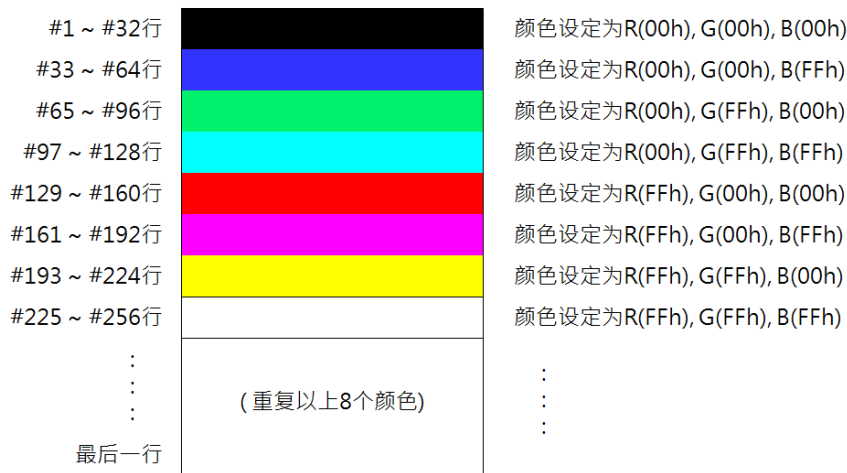 #1 ~ #32行 颜色设定为R(00h), G(00h), B(00h)
#33 ~ #64行 颜色设定为R(00h), G(00h), B(FFh)
#65 ~ #96行 颜色设定为R(00h), G(FFh), B(00h)
#97 ~ #128行 颜色设定为R(00h), G(FFh), B(FFh)
#129 ~ #160行 颜色设定为R(FFh), G(00h), B(00h)
#161 ~ #192行 颜色设定为R(FFh), G(00h), B(FFh)
#193 ~ #224行 颜色设定为R(FFh), G(FFh), B(00h)
#225 ~ #256行 颜色设定为R(FFh), G(FFh), B(FFh)
( 重复以上8个颜色)
最后一行